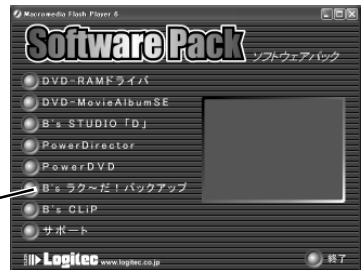 Macromedia Flash Player 6
Software Pack
ソフトウェアパック
DVD-RAMドライバ
DVD-MovieAlbumSE
B's STUDIO「D」
PowerDirector
PowerDVD
B's ラク～だ！バックアップ
B's CLiP
サポート
Logitec www.logitec.co.jp
終了